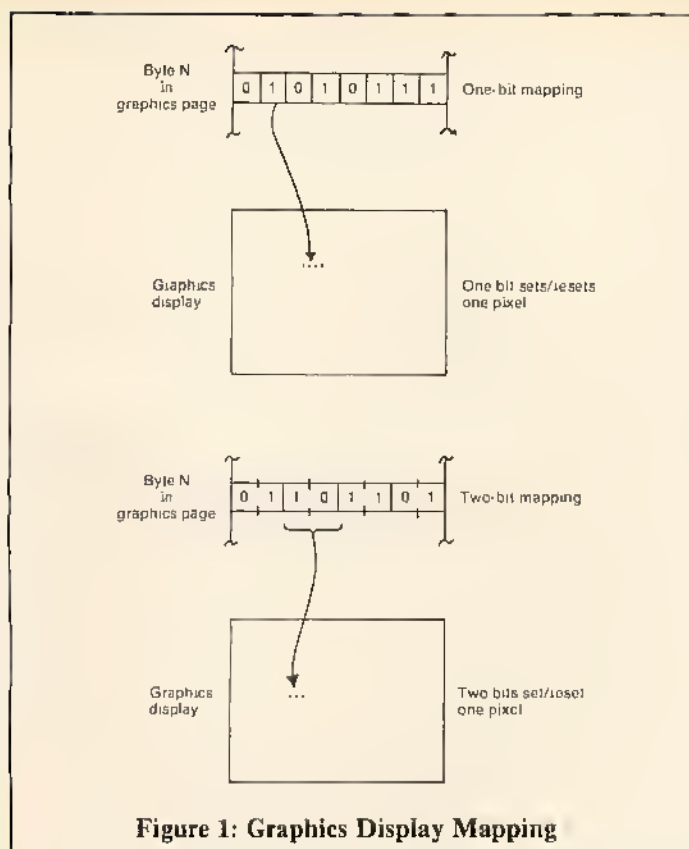 Byte N
in
graphics page
0 1 0 1 0 1 1 1
One-bit mapping
Graphics
display
One bit sets/resets
one pixel
Byte N
in
graphics page
0 1 1 0 1 1 0 1
Two-bit mapping
Graphics
display
Two bits set/reset
one pixel
Figure 1: Graphics Display Mapping